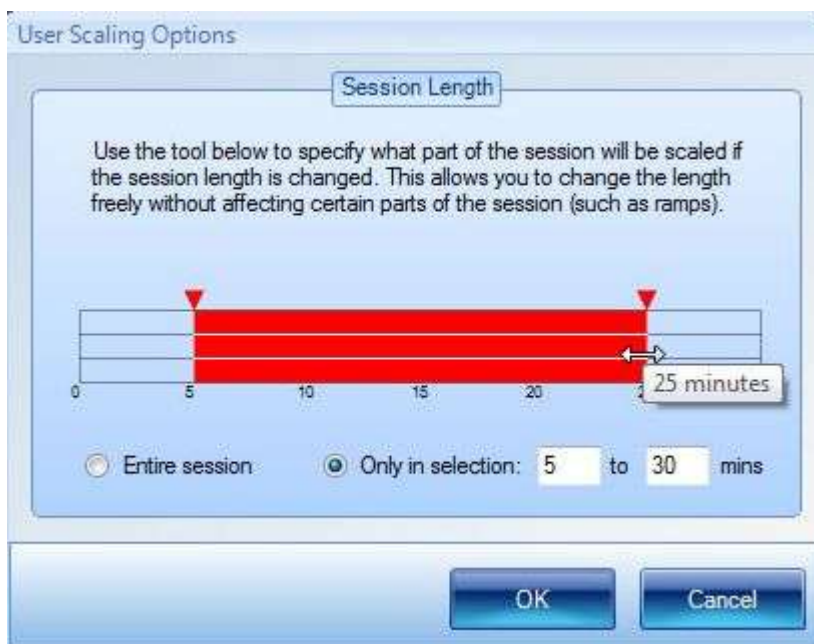 User Scaling Options
Session Length
Use the tool below to specify what part of the session will be scaled if
the session length is changed. This allows you to change the length
freely without affecting certain parts of the session (such as ramps).
0 5 10 15 20
25 minutes
Entire session Only in selection: 5 to 30 mins
OK Cancel